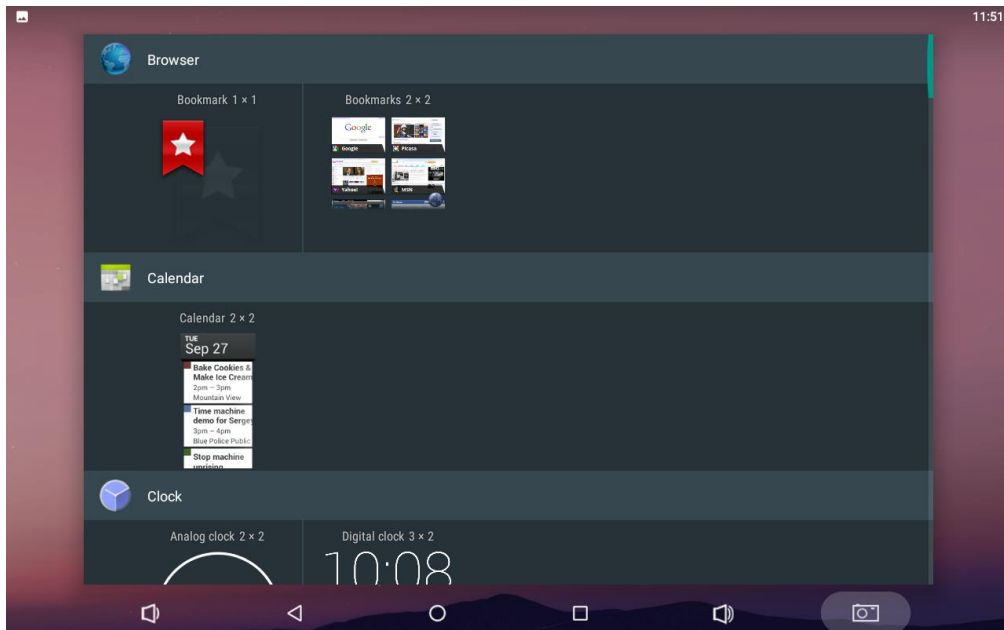 11:51
Browser
Bookmark 1 × 1
Bookmarks 2 × 2
Google
Google
Picasa
Yahoo!
MSN
Calendar
Calendar 2 × 2
TUE
Sep 27
Bake Cookies &
Make Ice Cream
2pm – 3pm
Mountain View
Time machine
demo for Sergey
3pm – 4pm
Blue Police Public
Stop machine
uprising
Clock
Analog clock 2 × 2
Digital clock 3 × 2
10:08